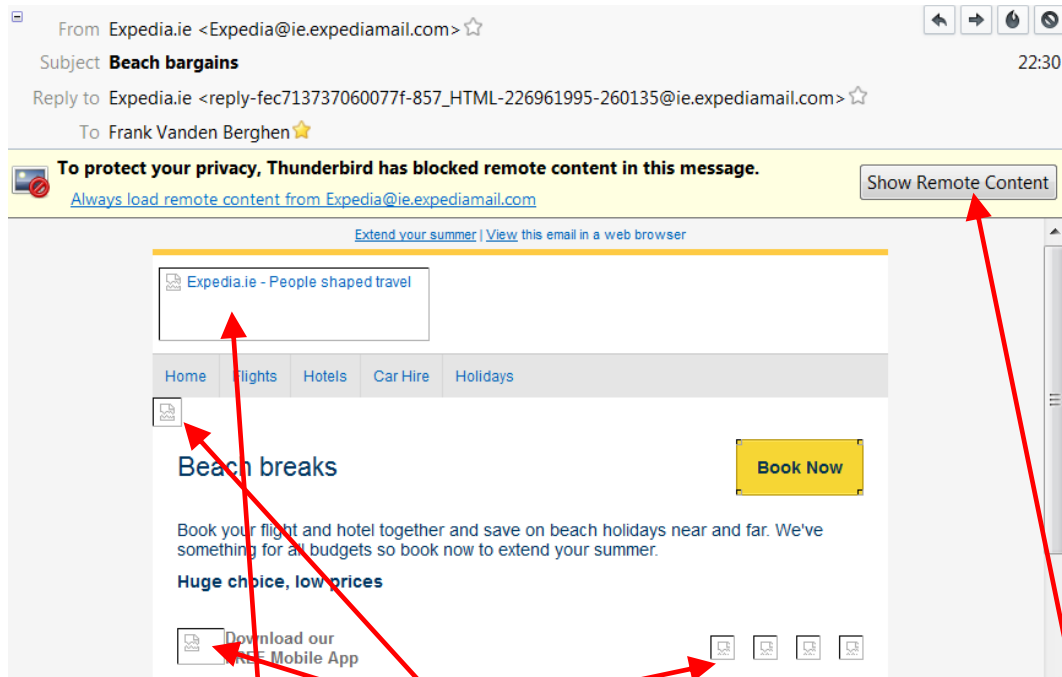 From Expedia.ie <Expedia@ie.expediamail.com>
Subject Beach bargains 22:30
Reply to Expedia.ie <reply-fec713737060077f-857_HTML-226961995-260135@ie.expediamail.com>
To Frank Vanden Berghen
To protect your privacy, Thunderbird has blocked remote content in this message.
Show Remote Content
Always load remote content from Expedia@ie.expediamail.com
Extend your summer | View this email in a web browser
Expedia.ie - People shaped travel
Home Flights Hotels Car Hire Holidays
Beach breaks
Book Now
Book your flight and hotel together and save on beach holidays near and far. We've
something for all budgets so book now to extend your summer.
Huge choice, low prices
Download our
FREE Mobile App